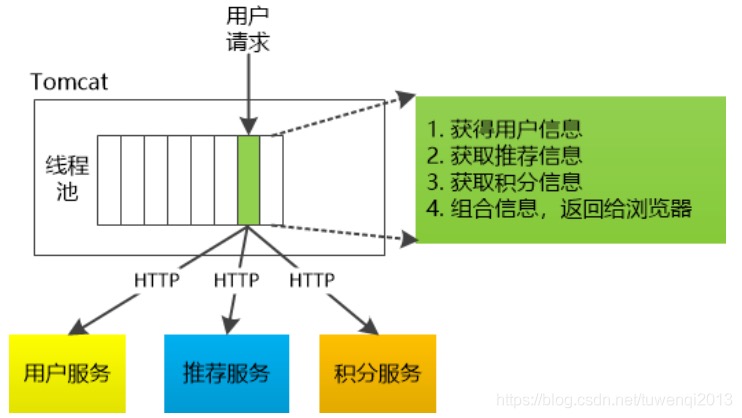 用户
请求
Tomcat
线程
池
1. 获得用户信息
2. 获取推荐信息
3. 获取积分信息
4. 组合信息，返回给浏览器
HTTP
HTTP
HTTP
用户服务
推荐服务
积分服务
https://blog.csdn.net/tuwenqi2013